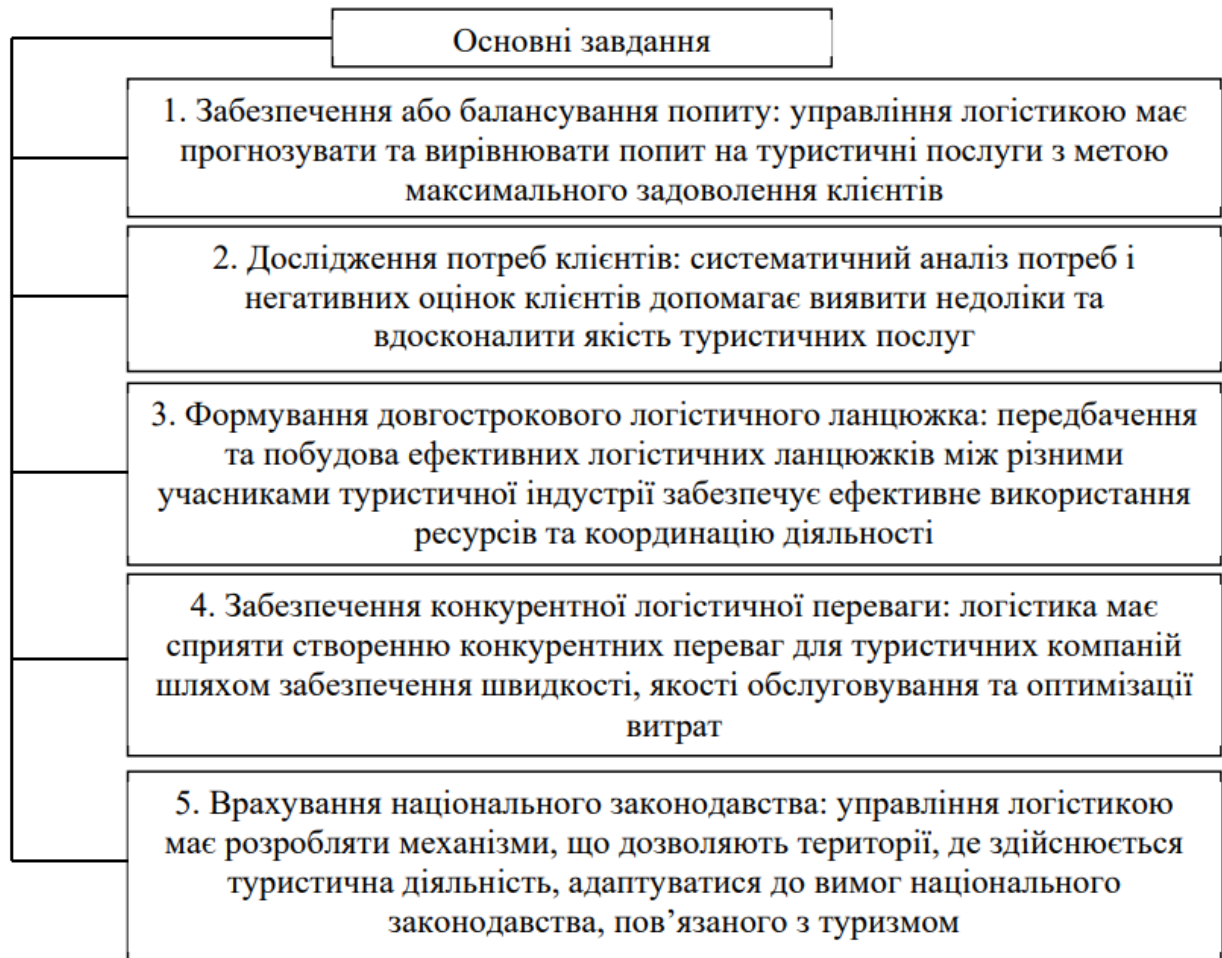 Основні завдання
1. Забезпечення або балансування попиту: управління логістикою має
прогнозувати та вирівнювати попит на туристичні послуги з метою
максимального задоволення клієнтів
2. Дослідження потреб клієнтів: систематичний аналіз потреб і
негативних оцінок клієнтів допомагає виявити недоліки та
вдосконалити якість туристичних послуг
3. Формування довгострокового логістичного ланцюжка: передбачення
та побудова ефективних логістичних ланцюжків між різними
учасниками туристичної індустрії забезпечує ефективне використання
ресурсів та координацію діяльності
4. Забезпечення конкурентної логістичної переваги: логістика має
сприяти створенню конкурентних переваг для туристичних компаній
шляхом забезпечення швидкості, якості обслуговування та оптимізації
витрат
5. Врахування національного законодавства: управління логістикою
має розробляти механізми, що дозволяють території, де здійснюється
туристична діяльність, адаптуватися до вимог національного
законодавства, пов’язаного з туризмом